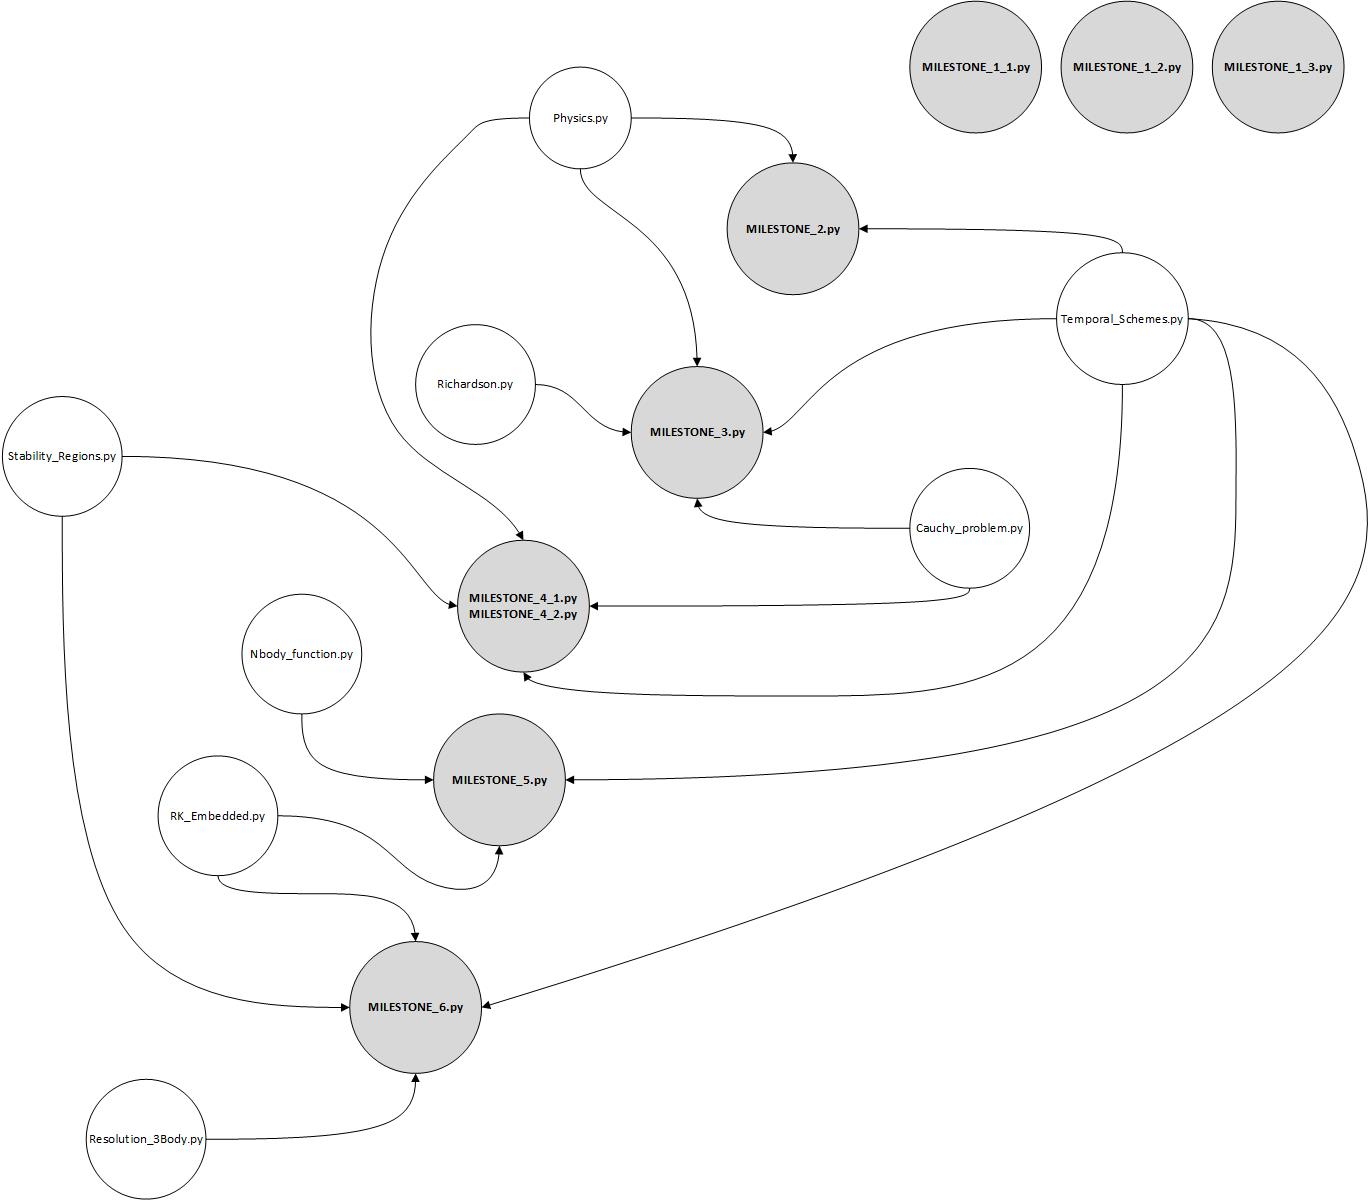 MILESTONE_1_1.py
MILESTONE_1_2.py
MILESTONE_1_3.py
Physics.py
MILESTONE_2.py
Temporal_Schemes.py
Richardson.py
MILESTONE_3.py
Stability_Regions.py
Cauchy_problem.py
MILESTONE_4_1.py
MILESTONE_4_2.py
Nbody_function.py
MILESTONE_5.py
RK_Embedded.py
MILESTONE_6.py
Resolution_3Body.py